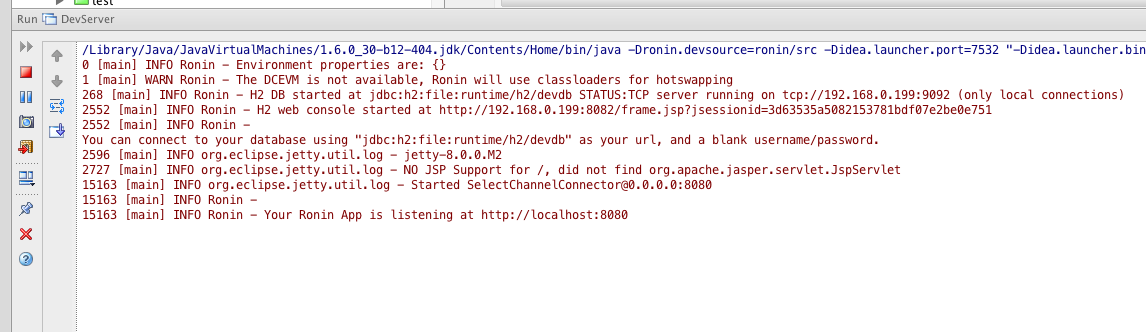 test
Run DevServer
/Library/Java/JavaVirtualMachines/1.6.0_30-b12-404.jdk/Contents/Home/bin/java -Dronin.devsource=ronin/src -Didea.launcher.port=7532 "-Didea.launcher.bin
0 [main] INFO Ronin - Environment properties are: {}
1 [main] WARN Ronin - The DCEVM is not available, Ronin will use classloaders for hotswapping
268 [main] INFO Ronin - H2 DB started at jdbc:h2:file:runtime/h2/devdb STATUS:TCP server running on tcp://192.168.0.199:9092 (only local connections)
2552 [main] INFO Ronin - H2 web console started at http://192.168.0.199:8082/frame.jsp?jsessionid=3d63535a5082153781bdf07e2be0e751
2552 [main] INFO Ronin -
You can connect to your database using "jdbc:h2:file:runtime/h2/devdb" as your url, and a blank username/password.
2596 [main] INFO org.eclipse.jetty.util.log - jetty-8.0.0.M2
2727 [main] INFO org.eclipse.jetty.util.log - NO JSP Support for /, did not find org.apache.jasper.servlet.JspServlet
15163 [main] INFO org.eclipse.jetty.util.log - Started SelectChannelConnector@0.0.0.0:8080
15163 [main] INFO Ronin -
15163 [main] INFO Ronin - Your Ronin App is listening at http://localhost:8080